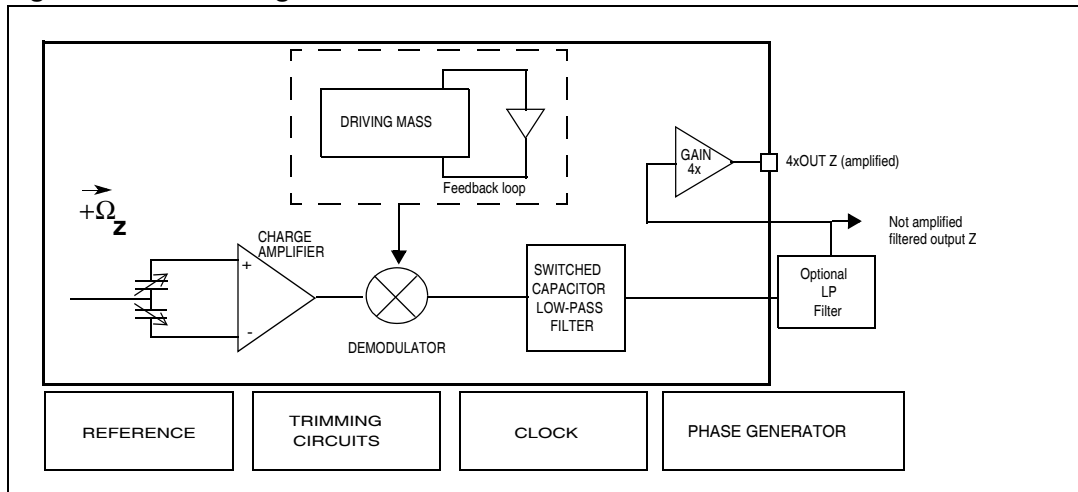 DRIVING MASS
Feedback loop
GAIN
4x
4xOUT Z (amplified)
+Ω
Z
Not amplified
filtered output Z
CHARGE
AMPLIFIER
+
-
DEMODULATOR
SWITCHED
CAPACITOR
LOW-PASS
FILTER
Optional
LP
Filter
REFERENCE
TRIMMING
CIRCUITS
CLOCK
PHASE GENERATOR